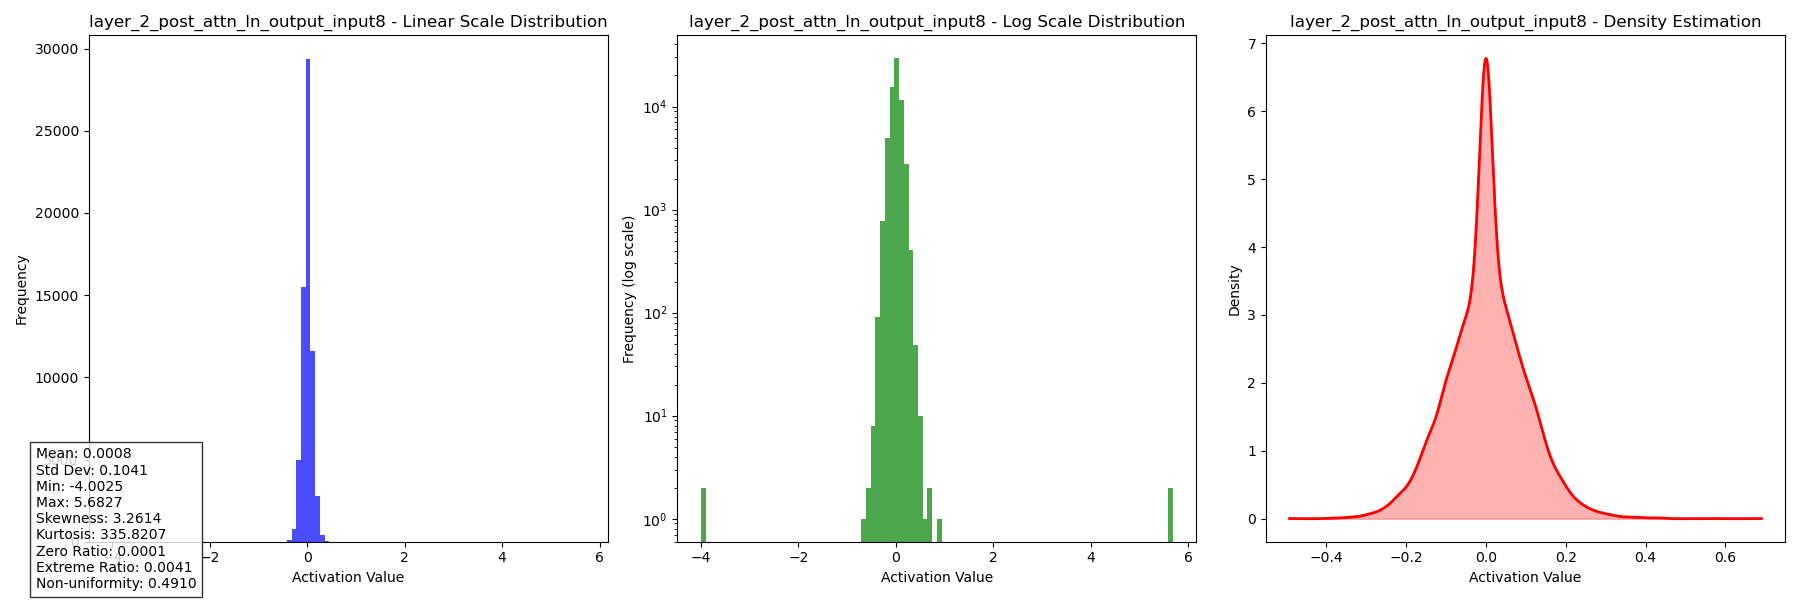 layer_2_post_attn_ln_output_input8 - Linear Scale Distribution
30000
25000
20000
15000
10000
Frequency
−2
0
2
4
6
Activation Value
Mean: 0.0008
Std Dev: 0.1041
Min: -4.0025
Max: 5.6827
Skewness: 3.2614
Kurtosis: 335.8207
Zero Ratio: 0.0001
Extreme Ratio: 0.0041
Non-uniformity: 0.4910
layer_2_post_attn_ln_output_input8 - Log Scale Distribution
10⁴
10³
10²
10¹
10⁰
Frequency (log scale)
−4
−2
0
2
4
6
Activation Value
layer_2_post_attn_ln_output_input8 - Density Estimation
7
6
5
4
3
2
1
0
Density
−0.4
−0.2
0.0
0.2
0.4
0.6
Activation Value